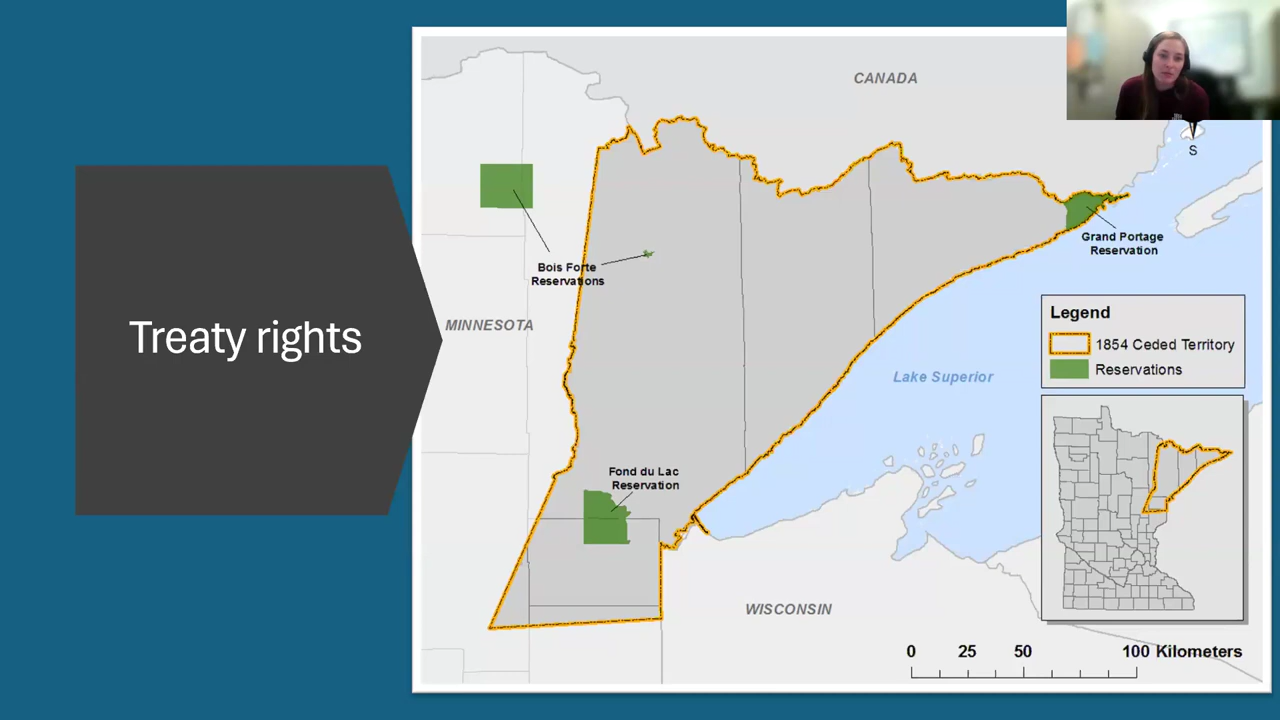 Treaty rights
CANADA
S
Grand Portage
Reservation
Bois Forte
Reservations
MINNESOTA
Legend
1854 Ceded Territory
Reservations
Lake Superior
Fond du Lac
Reservation
WISCONSIN
0 25 50 100 Kilometers